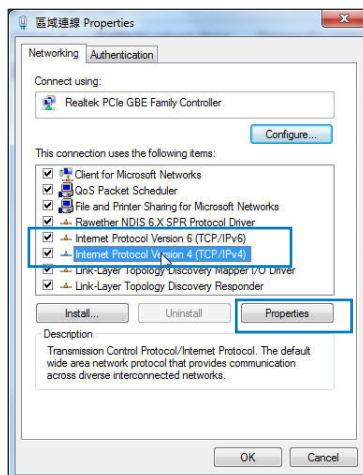 區域連線 Properties
Networking Authentication
Connect using:
Realtek PCIe GBE Family Controller
Configure...
This connection uses the following items:
Client for Microsoft Networks
QoS Packet Scheduler
File and Printer Sharing for Microsoft Networks
Rawether NDIS 6.X SPR Protocol Driver
Internet Protocol Version 6 (TCP/IPv6)
Internet Protocol Version 4 (TCP/IPv4)
Link-Layer Topology Discovery Mapper I/O Driver
Link-Layer Topology Discovery Responder
Install... Uninstall Properties
Description
Transmission Control Protocol/Internet Protocol. The default
wide area network protocol that provides communication
across diverse interconnected networks.
OK Cancel